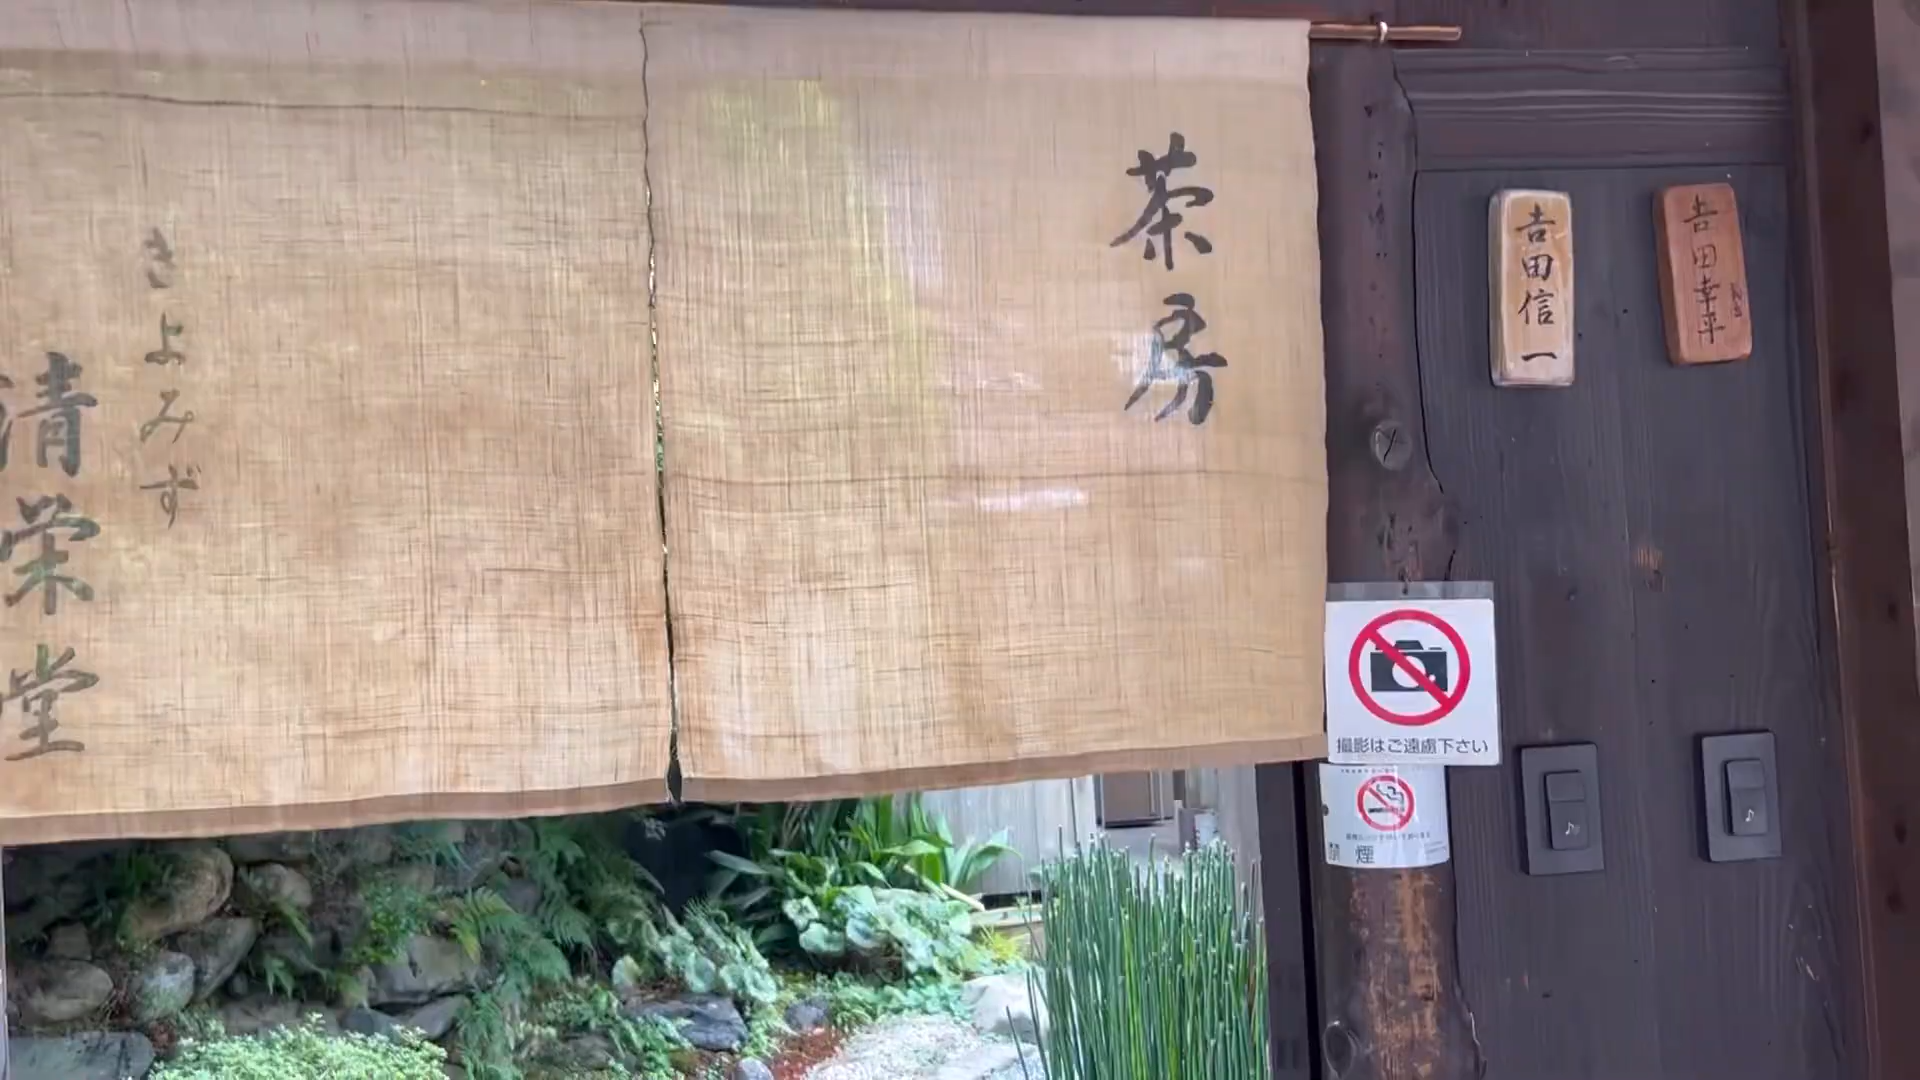 茶房
きよみず
清栄堂
吉田信一
吉田幸平
撮影はご遠慮下さい
煙